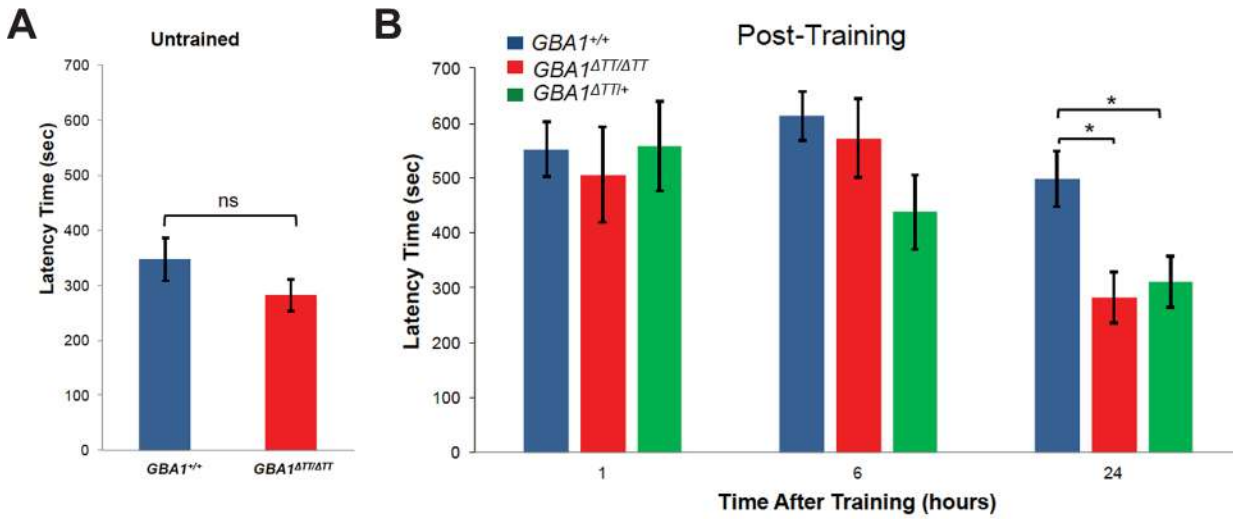 A
Untrained
Latency Time (sec)
700
600
500
400
300
200
100
0
ns
GBA1+/+
GBA1ΔTT/ΔTT
B
Post-Training
GBA1+/+
GBA1ΔTT/ΔTT
GBA1ΔTT/+
Latency Time (sec)
700
600
500
400
300
200
100
0
*
*
1
6
24
Time After Training (hours)